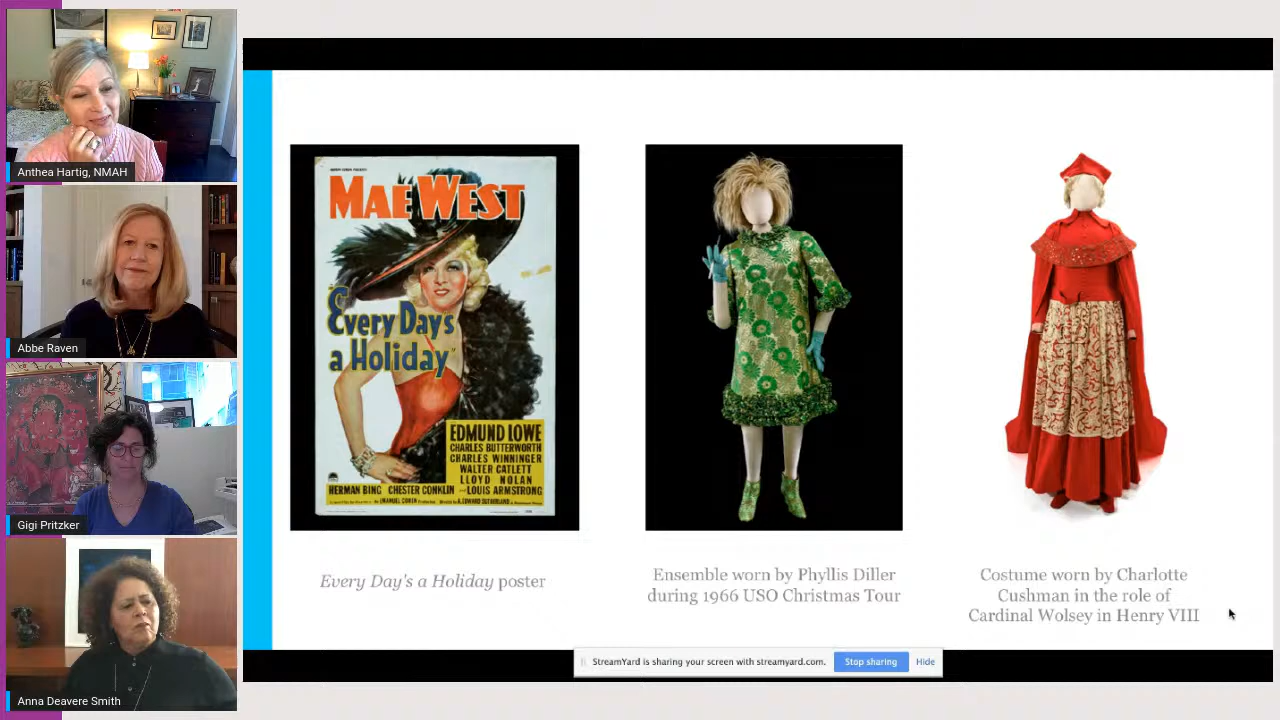 Anthea Hartig, NMAH
Abbe Raven
Gigi Pritzker
Anna Deavere Smith
MAE WEST
Every Day's
a Holiday"
EDMUND LOWE
CHARLES BUTTERWORTH
CHARLES WINNINGER
WALTER CATLETT
LLOYD NOLAN
HERMAN BING CHESTER CONKLIN and LOUIS ARMSTRONG
Every Day's a Holiday poster
Ensemble worn by Phyllis Diller
during 1966 USO Christmas Tour
Costume worn by Charlotte
Cushman in the role of
Cardinal Wolsey in Henry VIII
StreamYard is sharing your screen with streamyard.com.
Stop sharing
Hide